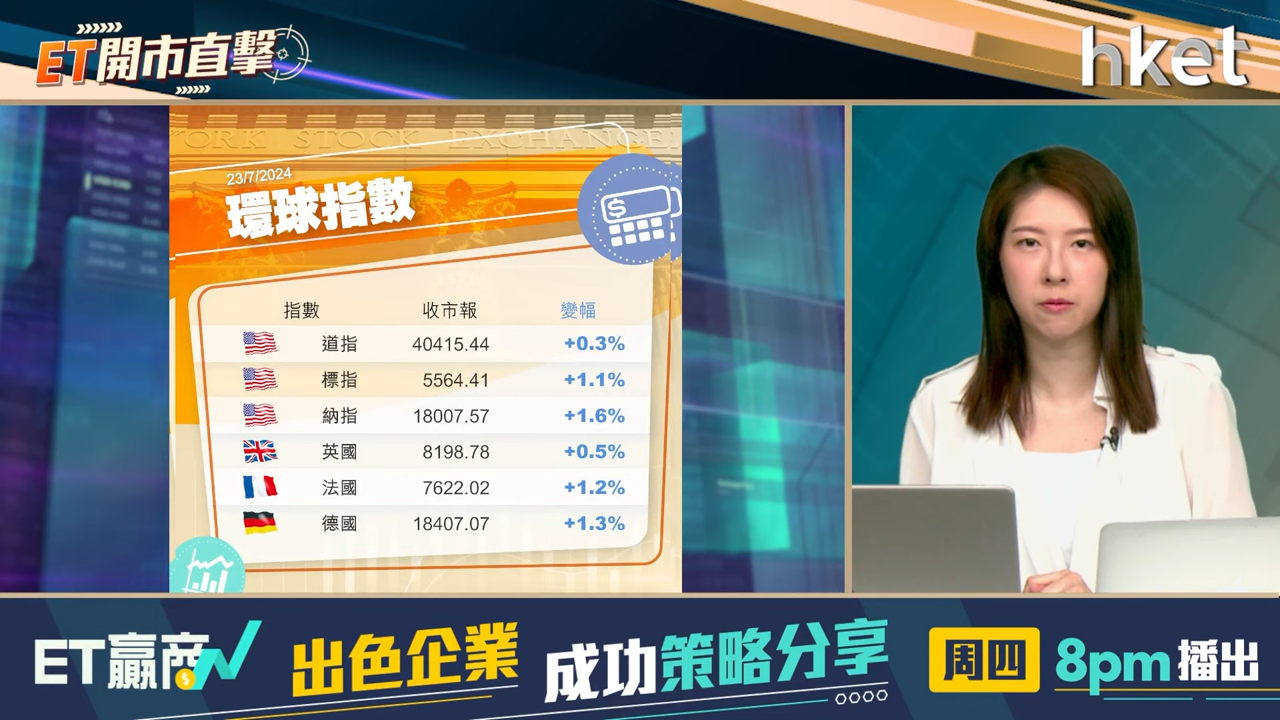 ET開市直擊
hket
YORK STOCK EXCHANGE
23/7/2024
環球指數
$
指數 收市報 變幅
道指 40415.44 +0.3%
標指 5564.41 +1.1%
納指 18007.57 +1.6%
英國 8198.78 +0.5%
法國 7622.02 +1.2%
德國 18407.07 +1.3%
ET贏商 出色企業 成功策略分享 周四 8pm播出